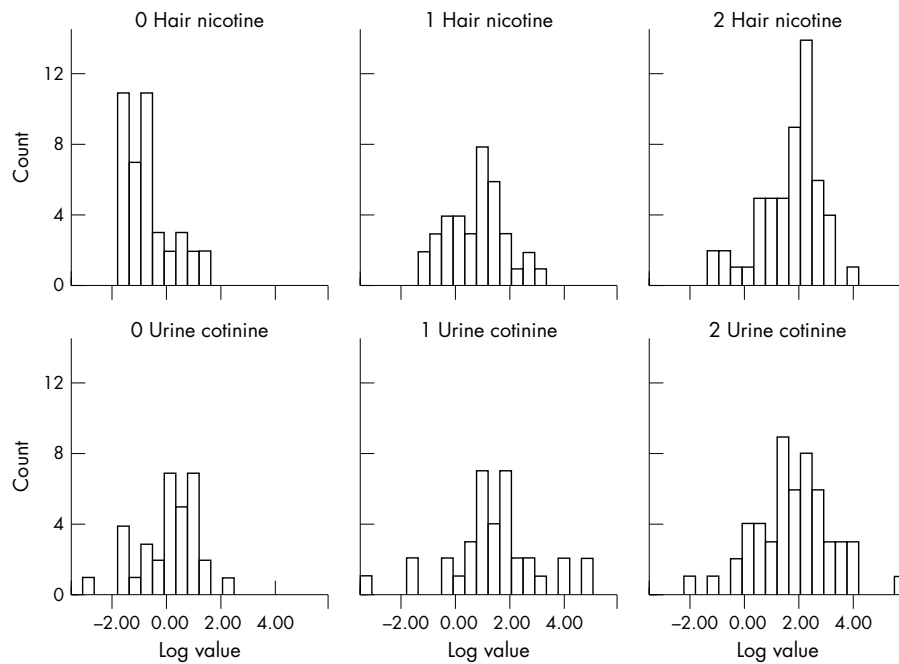 0 Hair nicotine 1 Hair nicotine 2 Hair nicotine
12
8
4
0
Count
0 Urine cotinine 1 Urine cotinine 2 Urine cotinine
12
8
4
0
Count
–2.00 0.00 2.00 4.00 –2.00 0.00 2.00 4.00 –2.00 0.00 2.00 4.00
Log value Log value Log value